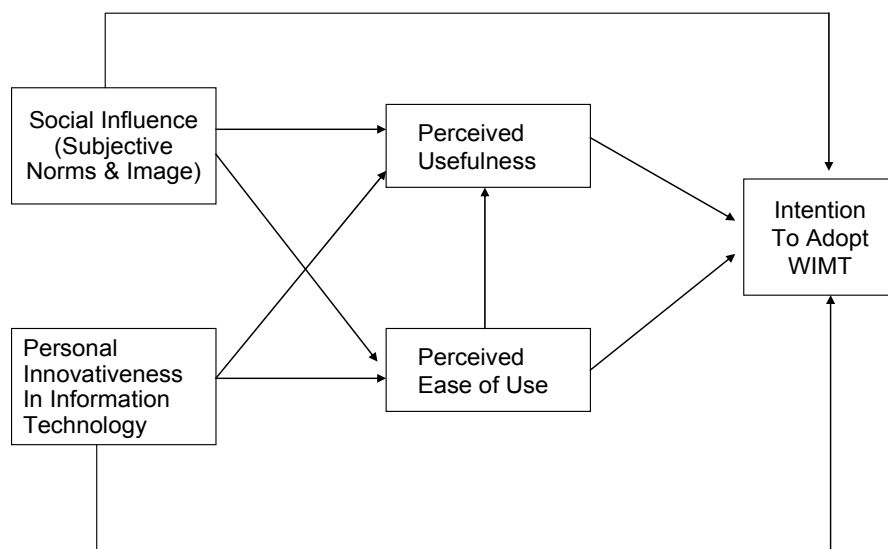 Social Influence
(Subjective
Norms & Image)
Perceived
Usefulness
Intention
To Adopt
WIMT
Personal
Innovativeness
In Information
Technology
Perceived
Ease of Use